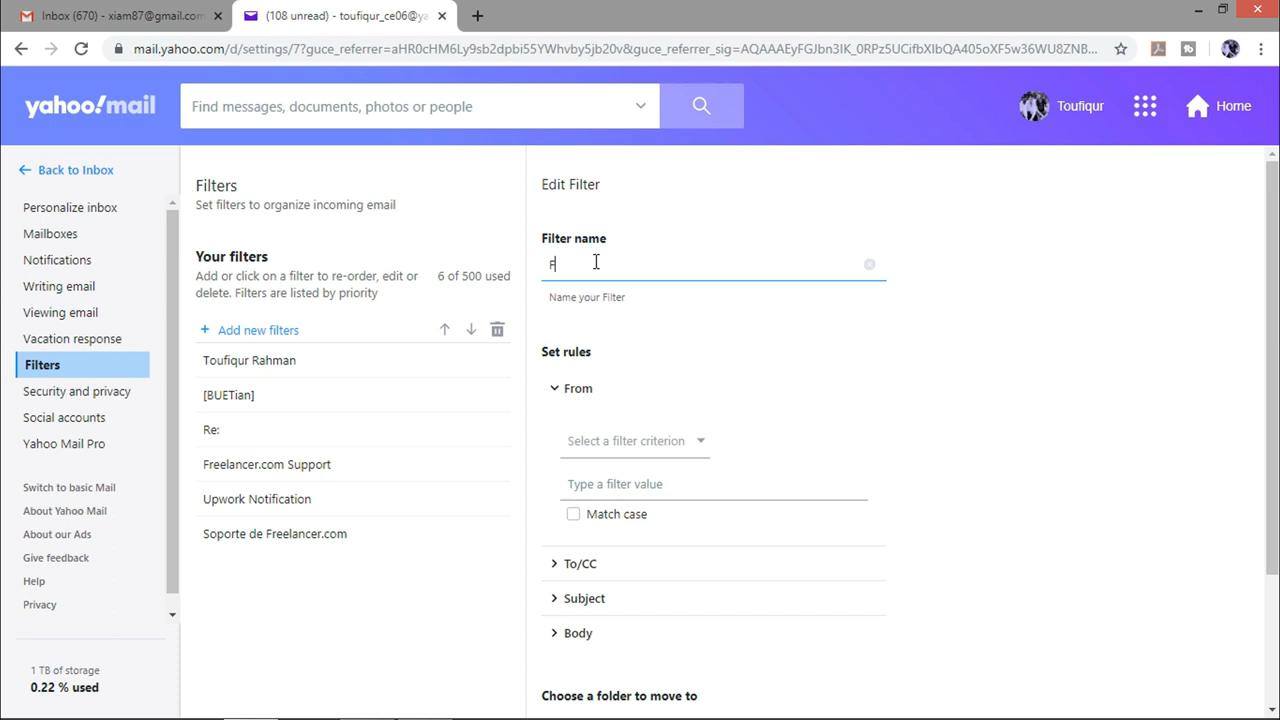 Inbox (670) - xiam87@gmail.com
(108 unread) - toufiqur_ce06@ya
mail.yahoo.com/d/settings/7?guce_referrer=aHR0cHM6Ly9sb2dpbi55YWhvby5jb20v&guce_referrer_sig=AQAAAEyFGJbn3IK_0RPz5UCifbXIbQA405oXF5w36WU8ZNB...
yahoo!mail
Find messages, documents, photos or people
Toufiqur
Home
Back to Inbox
Personalize inbox
Mailboxes
Notifications
Writing email
Viewing email
Vacation response
Filters
Security and privacy
Social accounts
Yahoo Mail Pro
Switch to basic Mail
About Yahoo Mail
About our Ads
Give feedback
Help
Privacy
1 TB of storage
0.22 % used
Filters
Set filters to organize incoming email
Your filters
Add or click on a filter to re-order, edit or
delete. Filters are listed by priority
6 of 500 used
+ Add new filters
Toufiqur Rahman
[BUETian]
Re:
Freelancer.com Support
Upwork Notification
Soporte de Freelancer.com
Edit Filter
Filter name
F
Name your Filter
Set rules
From
Select a filter criterion
Type a filter value
Match case
To/CC
Subject
Body
Choose a folder to move to